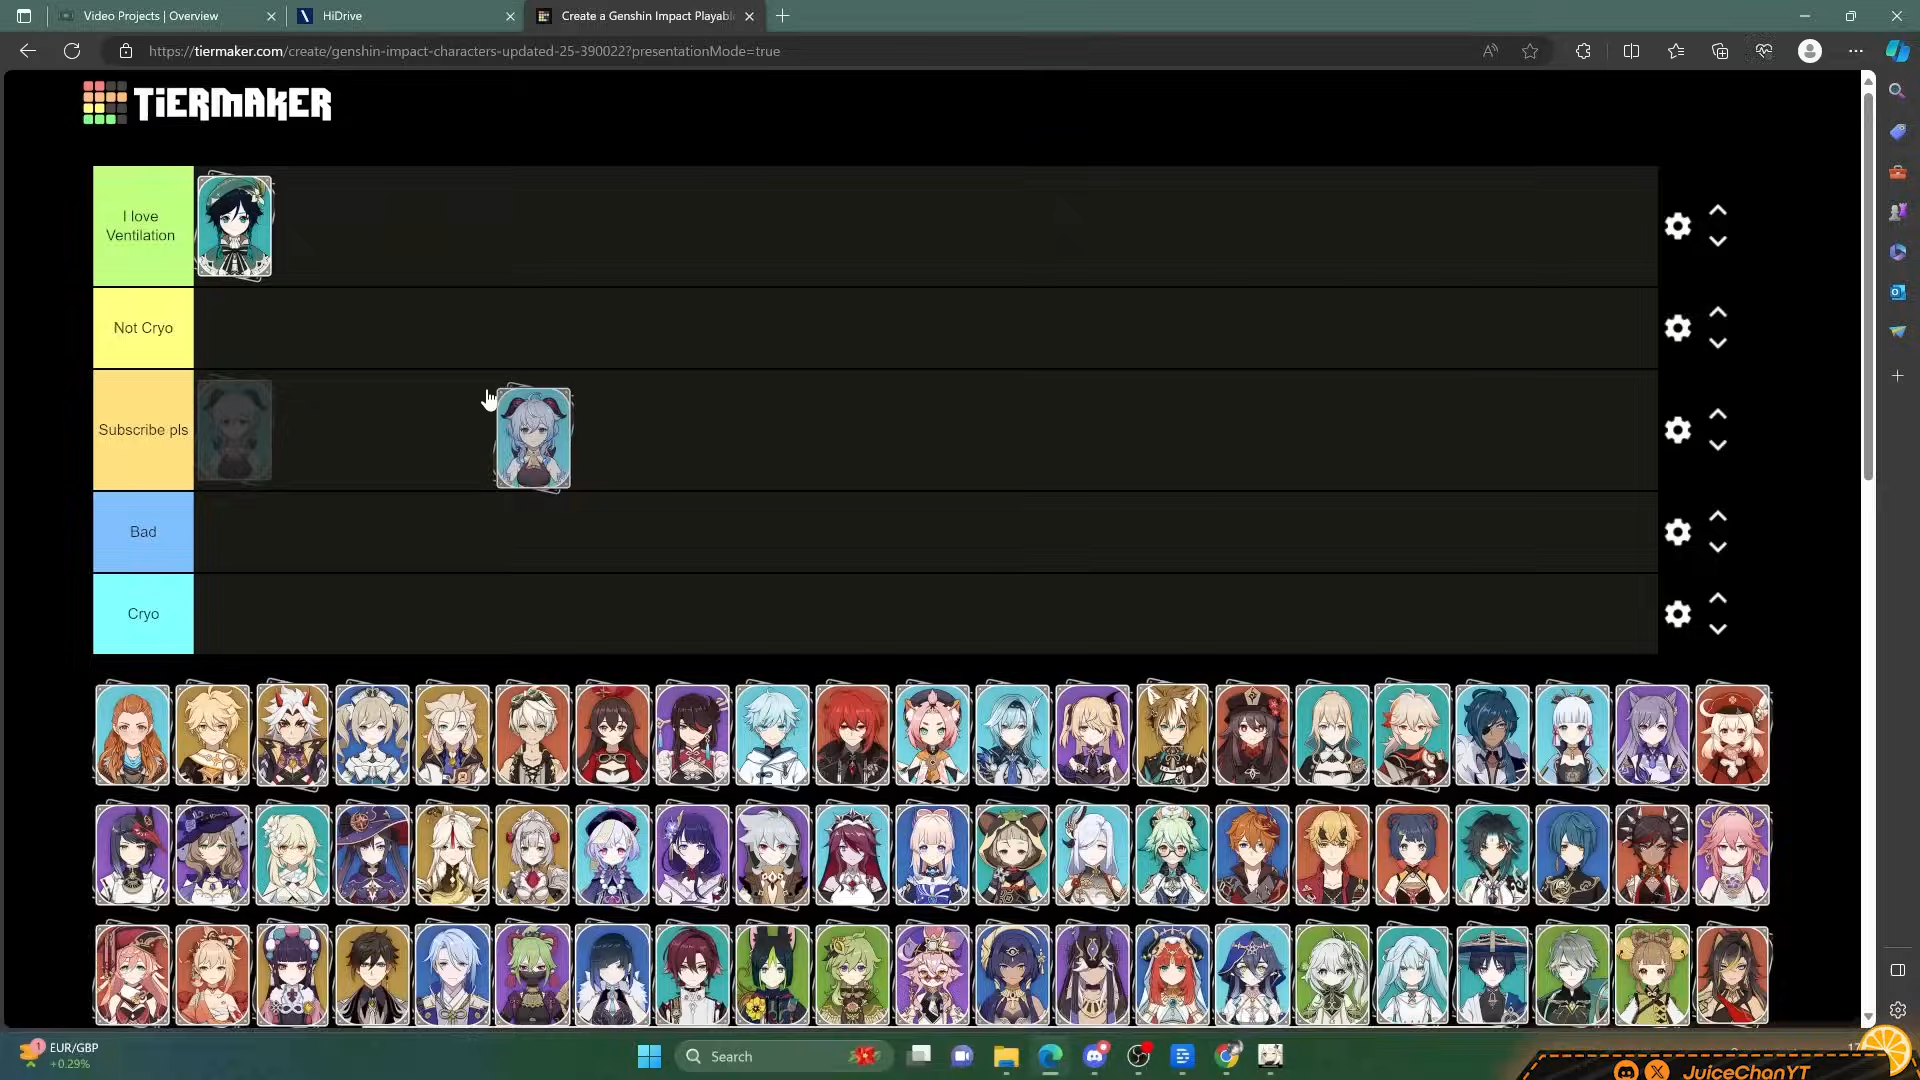 Video Projects | Overview
HiDrive
Create a Genshin Impact Playabl
https://tiermaker.com/create/genshin-impact-characters-updated-25-390022?presentationMode=true
TIERMAKER
I love
Ventilation
Not Cryo
Subscribe pls
Bad
Cryo
EUR/GBP
+0.29%
Search
JuiceChanYT